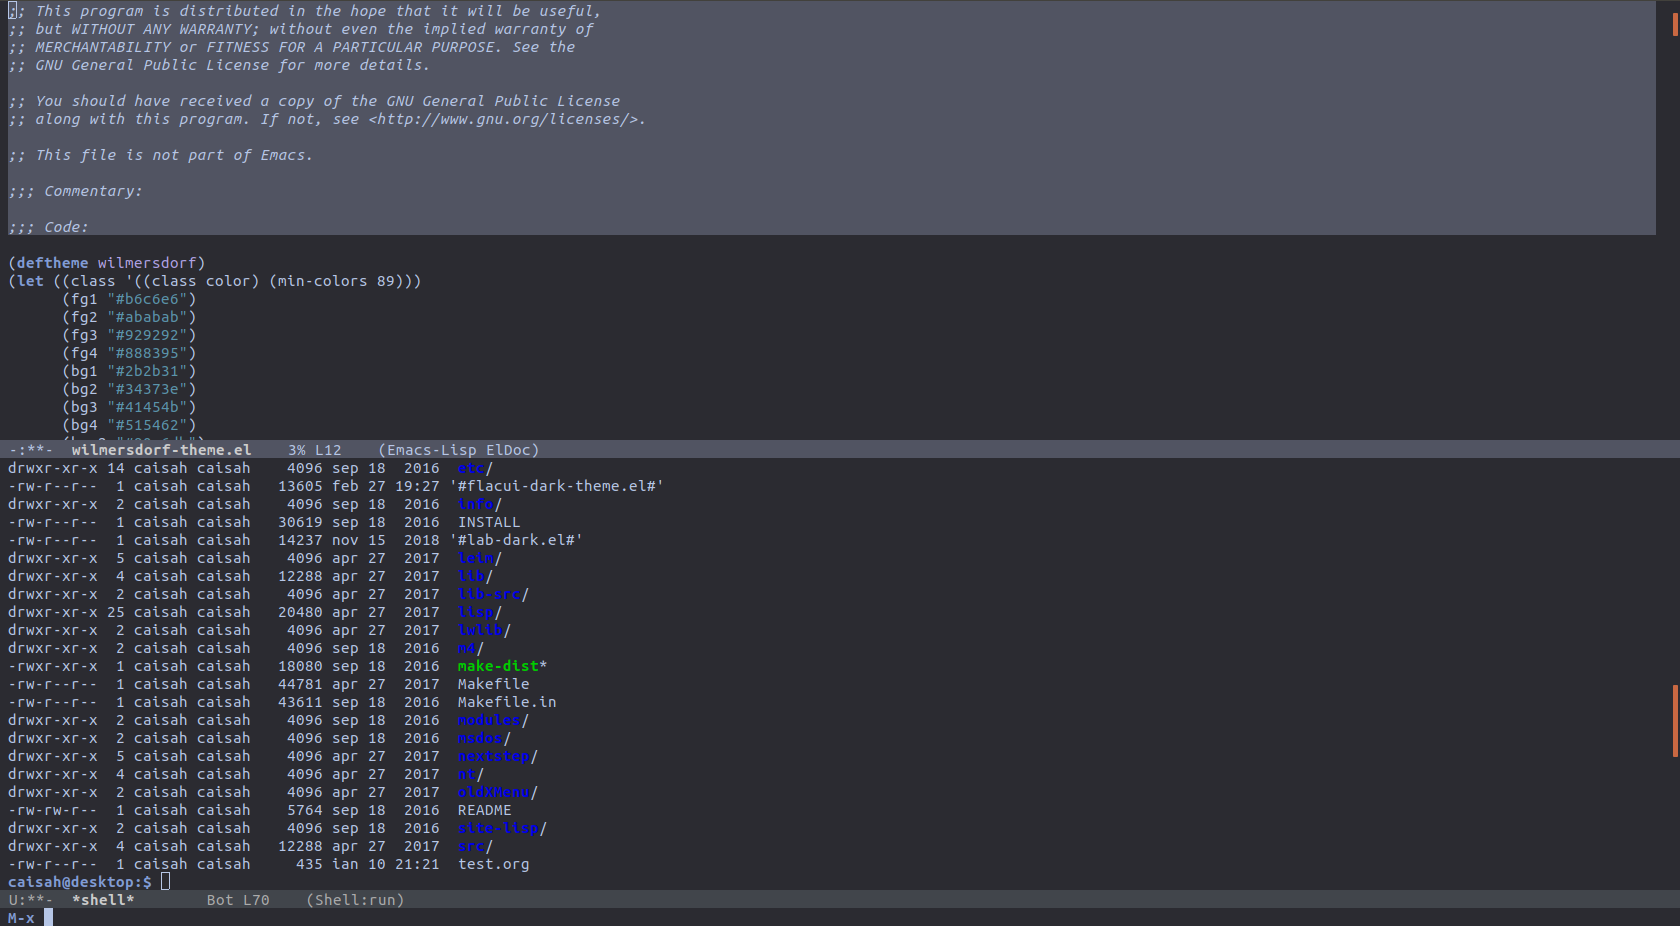 ;; This program is distributed in the hope that it will be useful,
;; but WITHOUT ANY WARRANTY; without even the implied warranty of
;; MERCHANTABILITY or FITNESS FOR A PARTICULAR PURPOSE. See the
;; GNU General Public License for more details.
;; You should have received a copy of the GNU General Public License
;; along with this program. If not, see <http://www.gnu.org/licenses/>.
;; This file is not part of Emacs.
;;; Commentary:
;;; Code:
(deftheme wilmersdorf)
(let ((class '((class color) (min-colors 89)))
      (fg1 "#b6c6e6")
      (fg2 "#ababab")
      (fg3 "#929292")
      (fg4 "#888395")
      (bg1 "#2b2b31")
      (bg2 "#34373e")
      (bg3 "#41454b")
      (bg4 "#515462")
-:**-  wilmersdorf-theme.el    3% L12    (Emacs-Lisp ElDoc)
drwxr-xr-x 14 caisah caisah    4096 sep 18  2016  etc/
-rw-r--r--  1 caisah caisah   13605 feb 27 19:27 '#flacui-dark-theme.el#'
drwxr-xr-x  2 caisah caisah    4096 sep 18  2016  info/
-rw-r--r--  1 caisah caisah   30619 sep 18  2016  INSTALL
-rw-r--r--  1 caisah caisah   14237 nov 15  2018 '#lab-dark.el#'
drwxr-xr-x  5 caisah caisah    4096 apr 27  2017  leim/
drwxr-xr-x  4 caisah caisah   12288 apr 27  2017  lib/
drwxr-xr-x  2 caisah caisah    4096 apr 27  2017  lib-src/
drwxr-xr-x 25 caisah caisah   20480 apr 27  2017  lisp/
drwxr-xr-x  2 caisah caisah    4096 apr 27  2017  lwlib/
drwxr-xr-x  2 caisah caisah    4096 sep 18  2016  m4/
-rwxr-xr-x  1 caisah caisah   18080 sep 18  2016  make-dist*
-rw-r--r--  1 caisah caisah   44781 apr 27  2017  Makefile
-rw-r--r--  1 caisah caisah   43611 sep 18  2016  Makefile.in
drwxr-xr-x  2 caisah caisah    4096 sep 18  2016  modules/
drwxr-xr-x  2 caisah caisah    4096 sep 18  2016  msdos/
drwxr-xr-x  5 caisah caisah    4096 apr 27  2017  nextstep/
drwxr-xr-x  4 caisah caisah    4096 apr 27  2017  nt/
drwxr-xr-x  2 caisah caisah    4096 apr 27  2017  oldXMenu/
-rw-rw-r--  1 caisah caisah    5764 sep 18  2016  README
drwxr-xr-x  2 caisah caisah    4096 sep 18  2016  site-lisp/
drwxr-xr-x  4 caisah caisah   12288 apr 27  2017  src/
-rw-r--r--  1 caisah caisah     435 ian 10 21:21  test.org
caisah@desktop:$
U:**-  *shell*        Bot L70    (Shell:run)
M-x